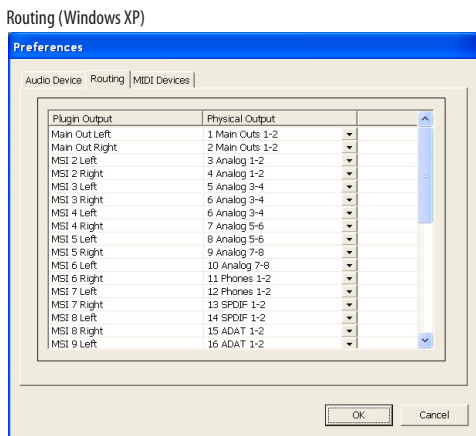 Routing (Windows XP)
Preferences
Audio Device Routing MIDI Devices
Plugin Output Physical Output
Main Out Left 1 Main Outs 1-2
Main Out Right 2 Main Outs 1-2
MSI 2 Left 3 Analog 1-2
MSI 2 Right 4 Analog 1-2
MSI 3 Left 5 Analog 3-4
MSI 3 Right 6 Analog 3-4
MSI 4 Left 6 Analog 3-4
MSI 4 Right 7 Analog 5-6
MSI 5 Left 8 Analog 5-6
MSI 5 Right 9 Analog 7-8
MSI 6 Left 10 Analog 7-8
MSI 6 Right 11 Phones 1-2
MSI 7 Left 12 Phones 1-2
MSI 7 Right 13 SPDIF 1-2
MSI 8 Left 14 SPDIF 1-2
MSI 8 Right 15 ADAT 1-2
MSI 9 Left 16 ADAT 1-2
OK Cancel